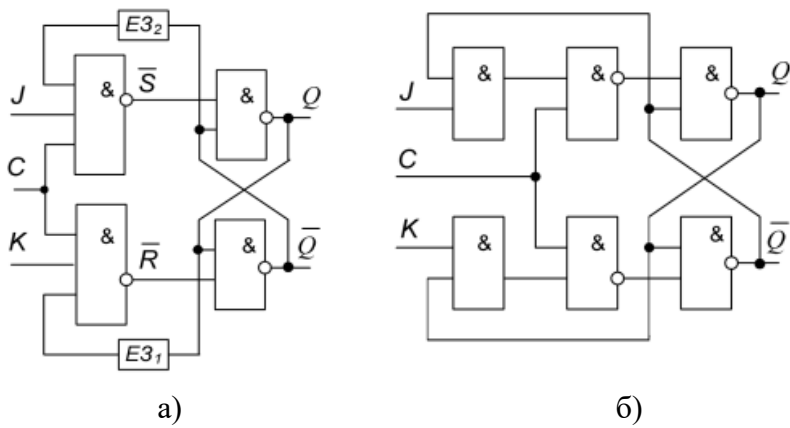 ЕЗ₂
& S̅ & Q & & & Q
J J
C C
K & R̅ & Q̅ K & & & Q̅
ЕЗ₁
а) б)